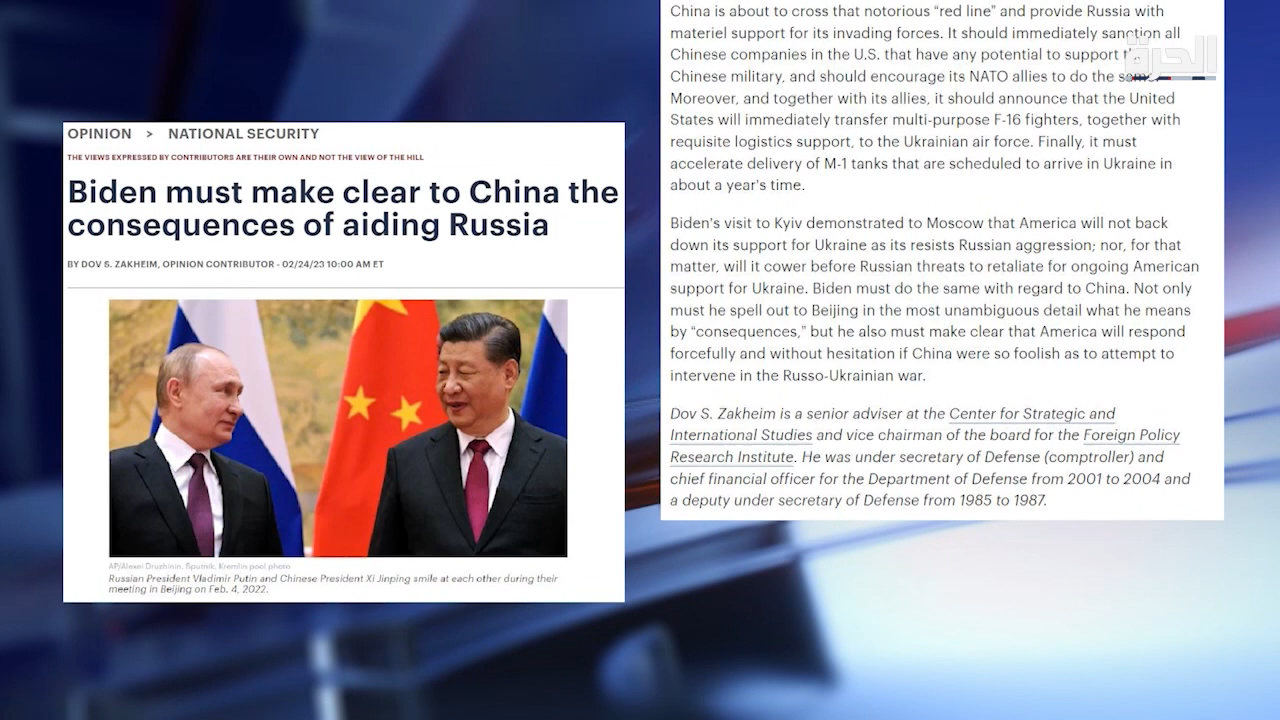 OPINION > NATIONAL SECURITY
THE VIEWS EXPRESSED BY CONTRIBUTORS ARE THEIR OWN AND NOT THE VIEW OF THE HILL
Biden must make clear to China the
consequences of aiding Russia
BY DOV S. ZAKHEIM, OPINION CONTRIBUTOR - 02/24/23 10:00 AM ET
AP/Alexei Druzhinin, Sputnik, Kremlin pool photo
Russian President Vladimir Putin and Chinese President Xi Jinping smile at each other during their
meeting in Beijing on Feb. 4, 2022.
الحرة
China is about to cross that notorious “red line” and provide Russia with
materiel support for its invading forces. It should immediately sanction all
Chinese companies in the U.S. that have any potential to support the
Chinese military, and should encourage its NATO allies to do the same.
Moreover, and together with its allies, it should announce that the United
States will immediately transfer multi-purpose F-16 fighters, together with
requisite logistics support, to the Ukrainian air force. Finally, it must
accelerate delivery of M-1 tanks that are scheduled to arrive in Ukraine in
about a year’s time.
Biden’s visit to Kyiv demonstrated to Moscow that America will not back
down its support for Ukraine as its resists Russian aggression; nor, for that
matter, will it cower before Russian threats to retaliate for ongoing American
support for Ukraine. Biden must do the same with regard to China. Not only
must he spell out to Beijing in the most unambiguous detail what he means
by “consequences,” but he also must make clear that America will respond
forcefully and without hesitation if China were so foolish as to attempt to
intervene in the Russo-Ukrainian war.
Dov S. Zakheim is a senior adviser at the Center for Strategic and
International Studies and vice chairman of the board for the Foreign Policy
Research Institute. He was under secretary of Defense (comptroller) and
chief financial officer for the Department of Defense from 2001 to 2004 and
a deputy under secretary of Defense from 1985 to 1987.